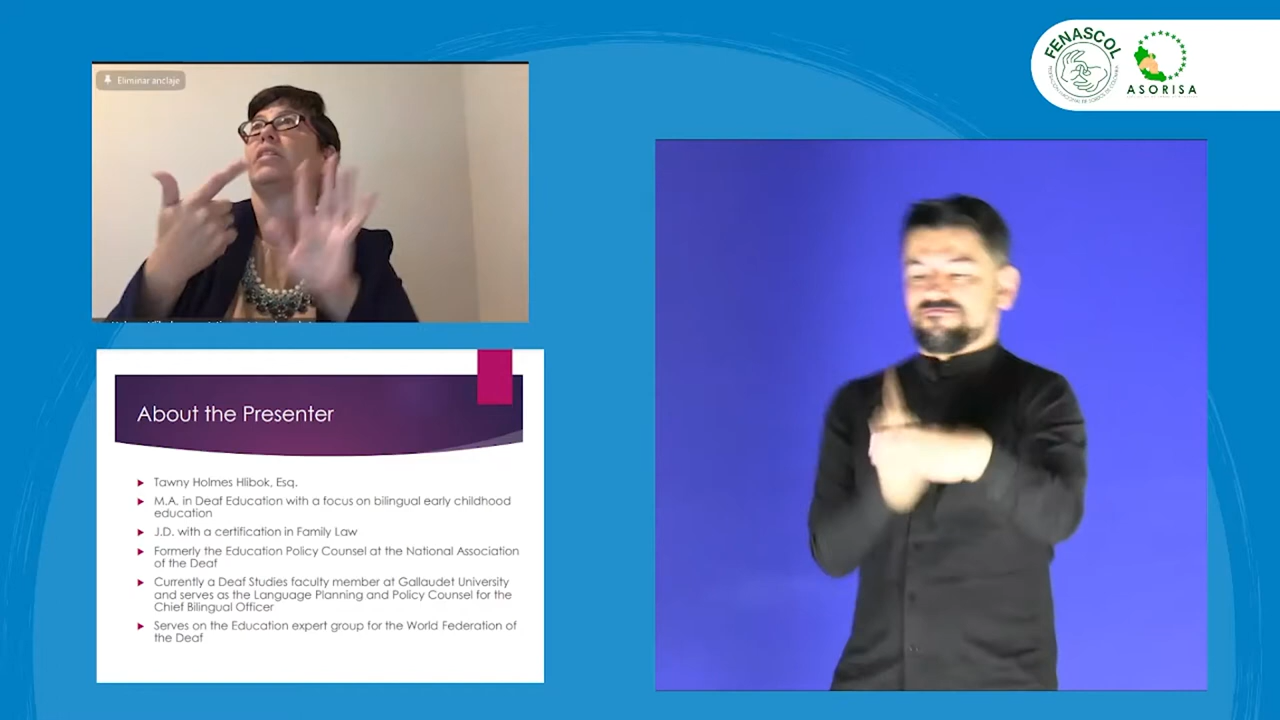 FENASCOL
ASORISA
Eliminar anclaje
About the Presenter
Tawny Holmes Hlibok, Esq.
M.A. in Deaf Education with a focus on bilingual early childhood
education
J.D. with a certification in Family Law
Formerly the Education Policy Counsel at the National Association
of the Deaf
Currently a Deaf Studies faculty member at Gallaudet University
and serves as the Language Planning and Policy Counsel for the
Chief Bilingual Officer
Serves on the Education expert group for the World Federation of
the Deaf